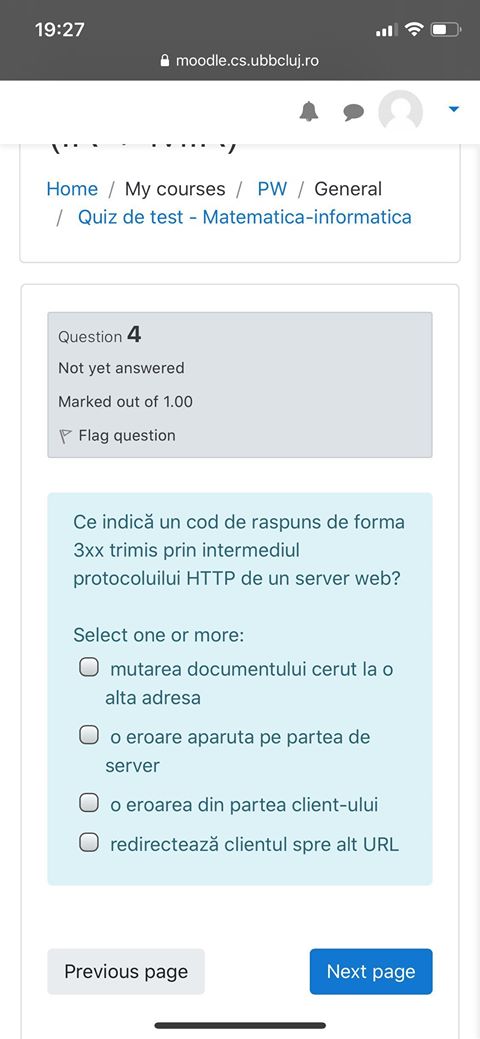 19:27
moodle.cs.ubbcluj.ro
Home / My courses / PW / General
/ Quiz de test - Matematica-informatica
Question 4
Not yet answered
Marked out of 1.00
Flag question
Ce indică un cod de raspuns de forma
3xx trimis prin intermediul
protocoluilui HTTP de un server web?
Select one or more:
mutarea documentului cerut la o
alta adresa
o eroare aparuta pe partea de
server
o eroarea din partea client-ului
redirectează clientul spre alt URL
Previous page
Next page